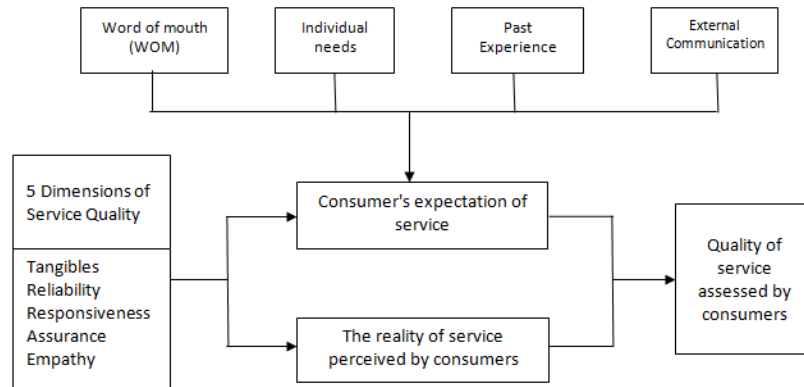 Word of mouth
(WOM)
Individual
needs
Past
Experience
External
Communication
5 Dimensions of
Service Quality
Tangibles
Reliability
Responsiveness
Assurance
Empathy
Consumer's expectation of
service
The reality of service
perceived by consumers
Quality of
service
assessed by
consumers